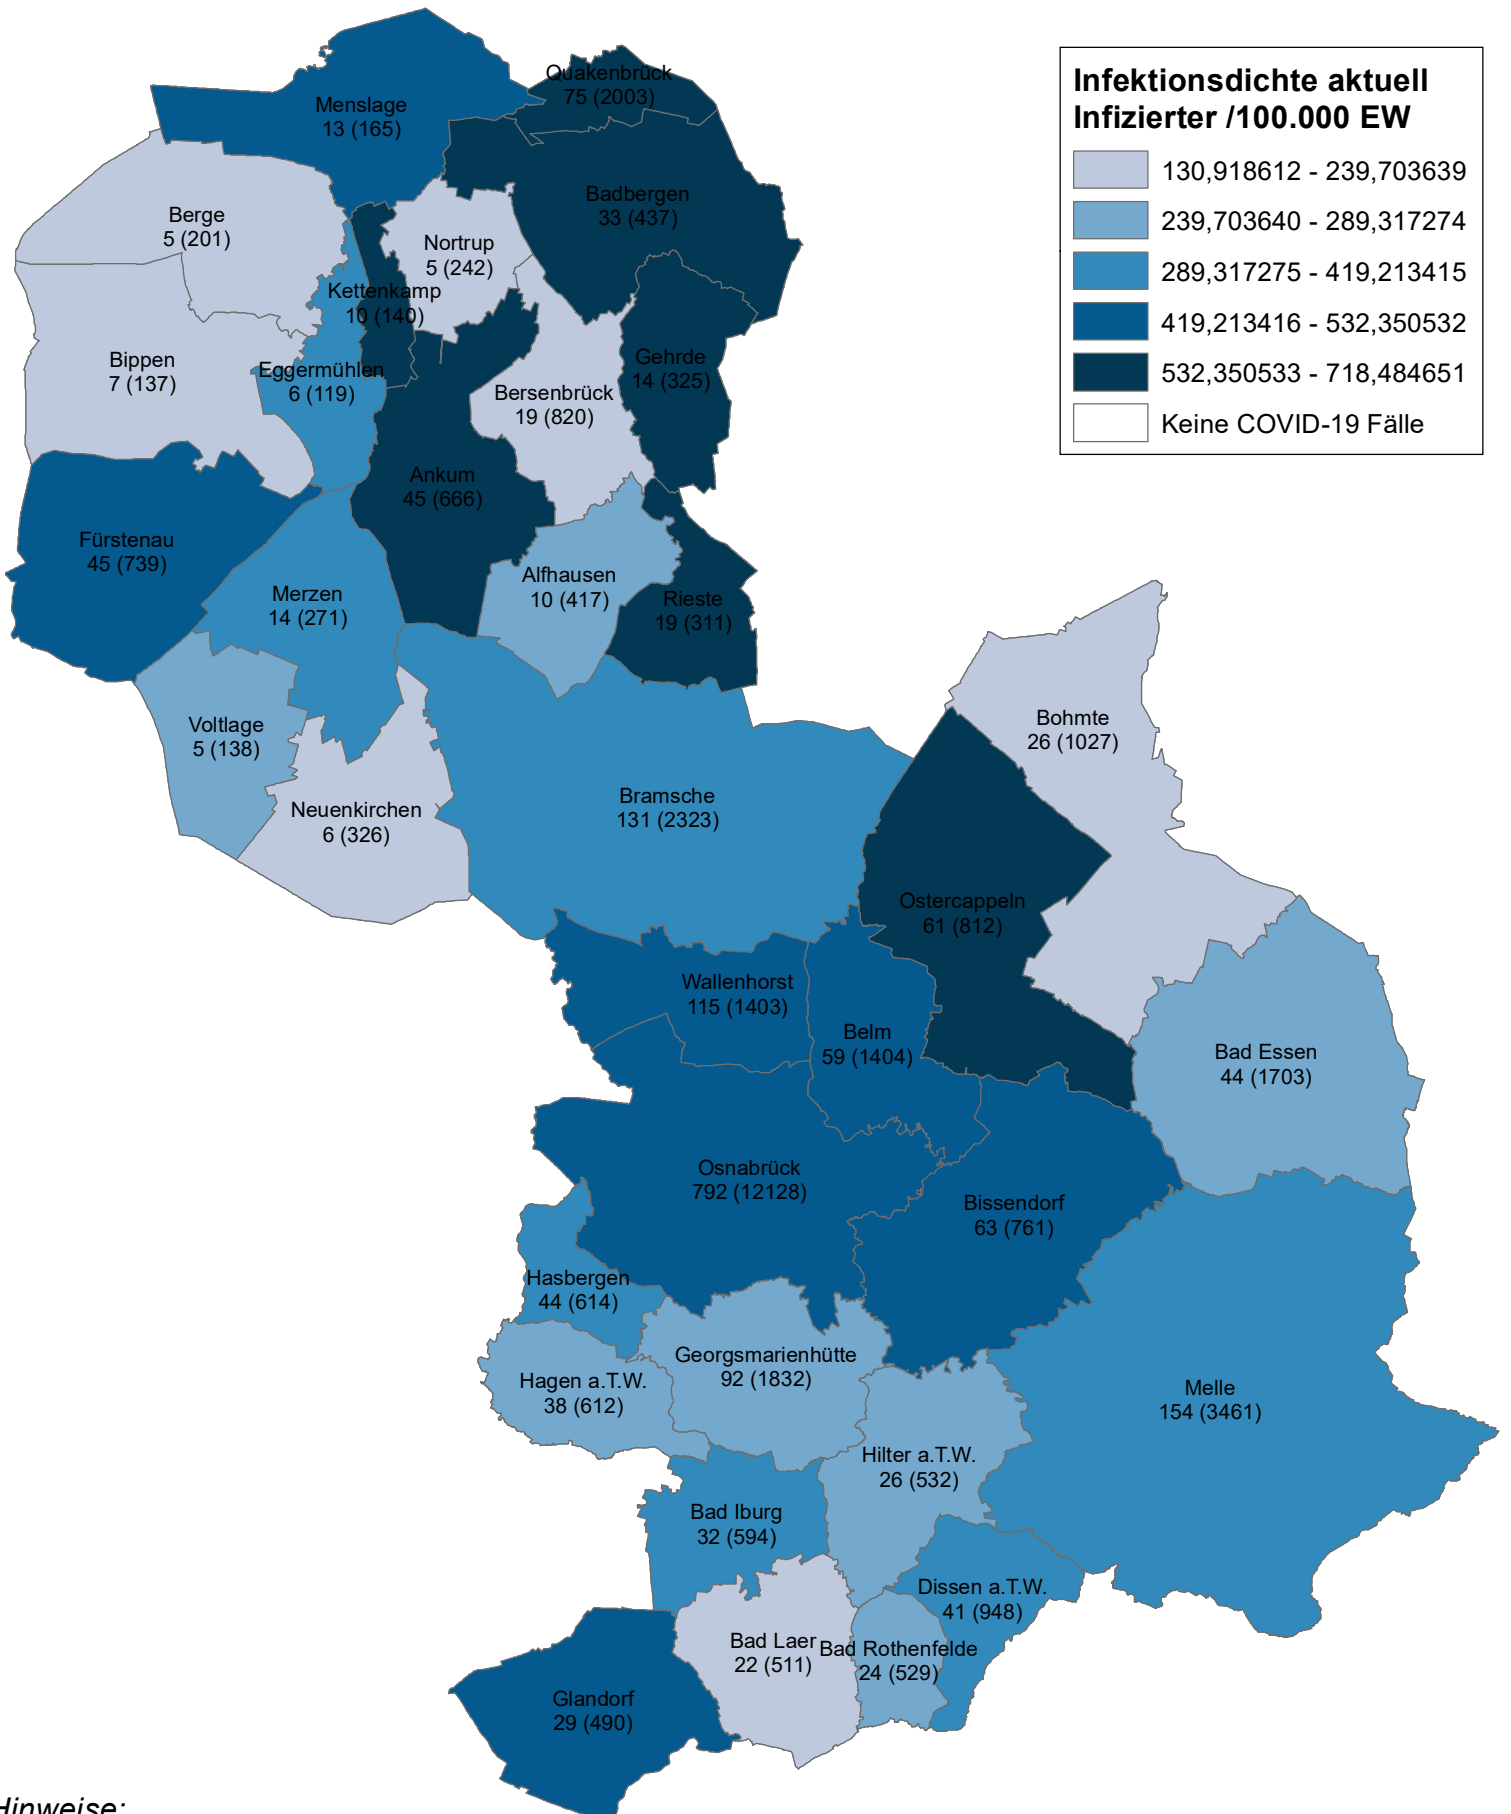 Infektionsdichte aktuell
Infizierter /100.000 EW
130,918612 - 239,703639
239,703640 - 289,317274
289,317275 - 419,213415
419,213416 - 532,350532
532,350533 - 718,484651
Keine COVID-19 Fälle
Quakenbrück
75 (2003)
Menslage
13 (165)
Badbergen
33 (437)
Berge
5 (201)
Nortrup
5 (242)
Kettenkamp
10 (140)
Bippen
7 (137)
Eggermühlen
6 (119)
Gehrde
14 (325)
Bersenbrück
19 (820)
Ankum
45 (666)
Fürstenau
45 (739)
Alfhausen
10 (417)
Merzen
14 (271)
Rieste
19 (311)
Voltlage
5 (138)
Bohmte
26 (1027)
Neuenkirchen
6 (326)
Bramsche
131 (2323)
Ostercappeln
61 (812)
Wallenhorst
115 (1403)
Belm
59 (1404)
Bad Essen
44 (1703)
Osnabrück
792 (12128)
Bissendorf
63 (761)
Hasbergen
44 (614)
Georgsmarienhütte
92 (1832)
Hagen a.T.W.
38 (612)
Melle
154 (3461)
Hilter a.T.W.
26 (532)
Bad Iburg
32 (594)
Dissen a.T.W.
41 (948)
Bad Laer
22 (511)
Bad Rothenfelde
24 (529)
Glandorf
29 (490)
Hinweise: